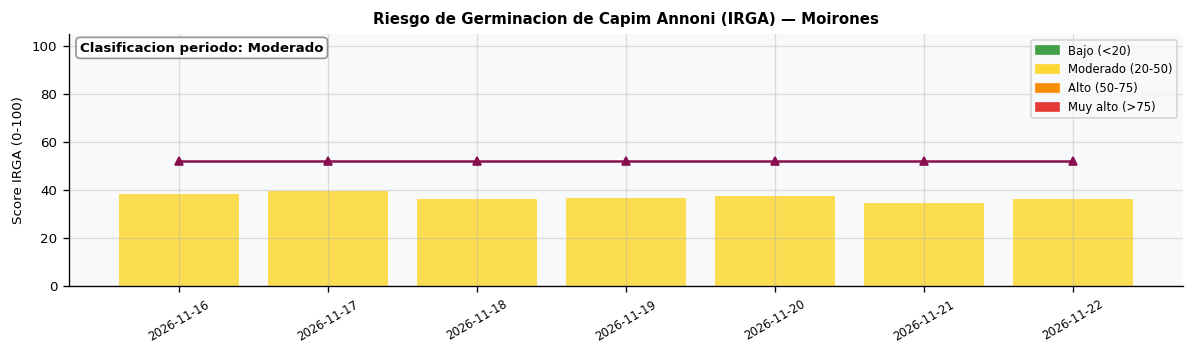 Riesgo de Germinacion de Capim Annoni (IRGA) — Moirones
Clasificacion periodo: Moderado
Bajo (<20)
Moderado (20-50)
Alto (50-75)
Muy alto (>75)
Score IRGA (0-100)
100
80
60
40
20
0
2026-11-16
2026-11-17
2026-11-18
2026-11-19
2026-11-20
2026-11-21
2026-11-22